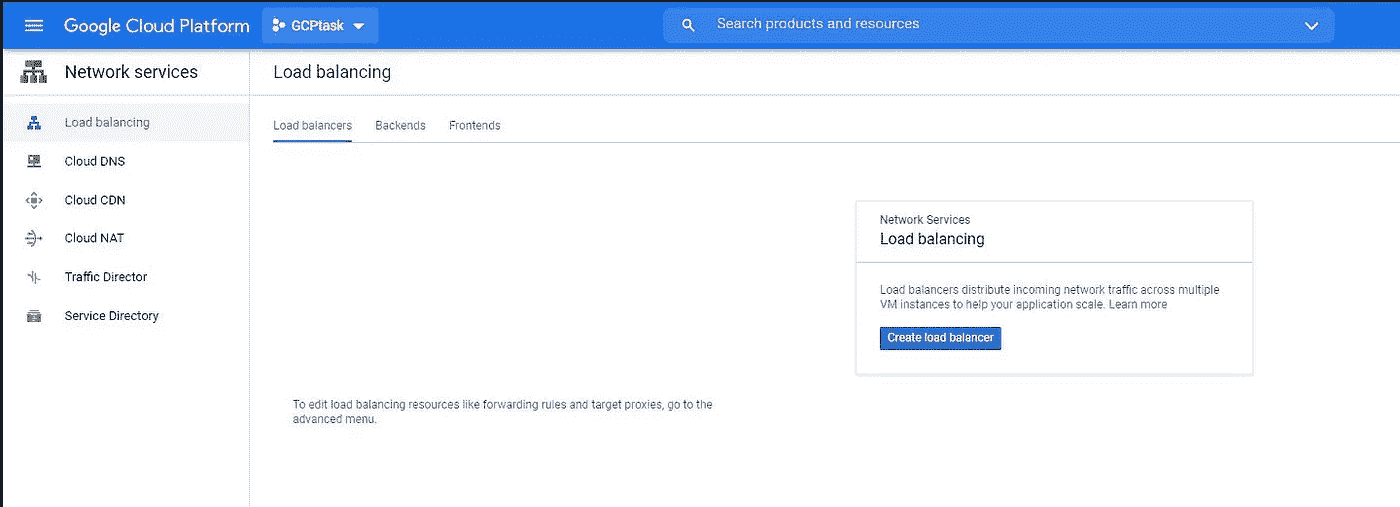 Google Cloud Platform
GCPtask
Search products and resources
Network services
Load balancing
Load balancing
Cloud DNS
Cloud CDN
Cloud NAT
Traffic Director
Service Directory
Load balancers
Backends
Frontends
Network Services
Load balancing
Load balancers distribute incoming network traffic across multiple
VM instances to help your application scale. Learn more
Create load balancer
To edit load balancing resources like forwarding rules and target proxies, go to the
advanced menu.